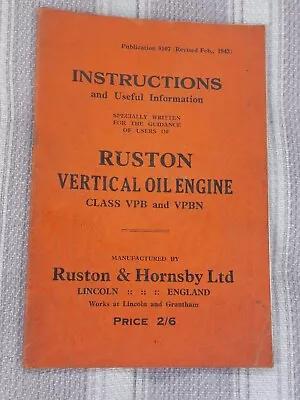 Publication 8107 (Revised Feb., 1943)
INSTRUCTIONS
and Useful Information
SPECIALLY WRITTEN
FOR THE GUIDANCE
OF USERS OF
RUSTON
VERTICAL OIL ENGINE
CLASS VPB and VPBN
MANUFACTURED BY
Ruston & Hornsby Ltd
LINCOLN :: :: :: ENGLAND
Works at Lincoln and Grantham
PRICE 2/6